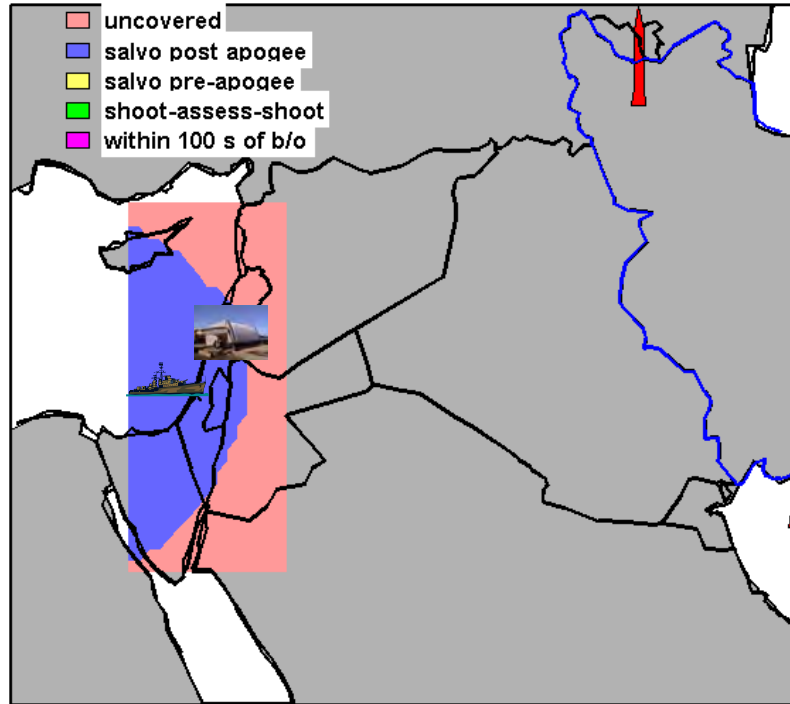 uncovered
salvo post apogee
salvo pre-apogee
shoot-assess-shoot
within 100 s of b/o